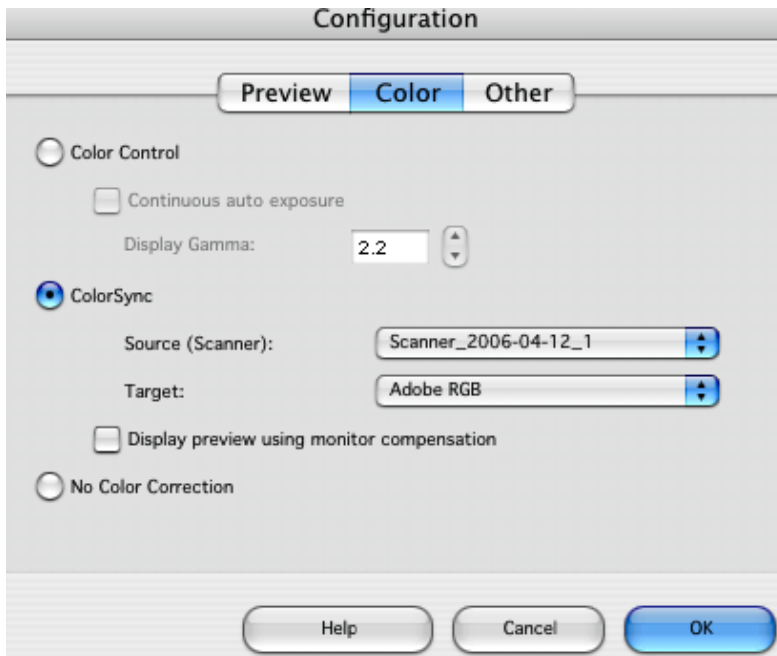 Configuration
Preview Color Other
Color Control
Continuous auto exposure
Display Gamma: 2.2
ColorSync
Source (Scanner): Scanner_2006-04-12_1
Target: Adobe RGB
Display preview using monitor compensation
No Color Correction
Help Cancel OK